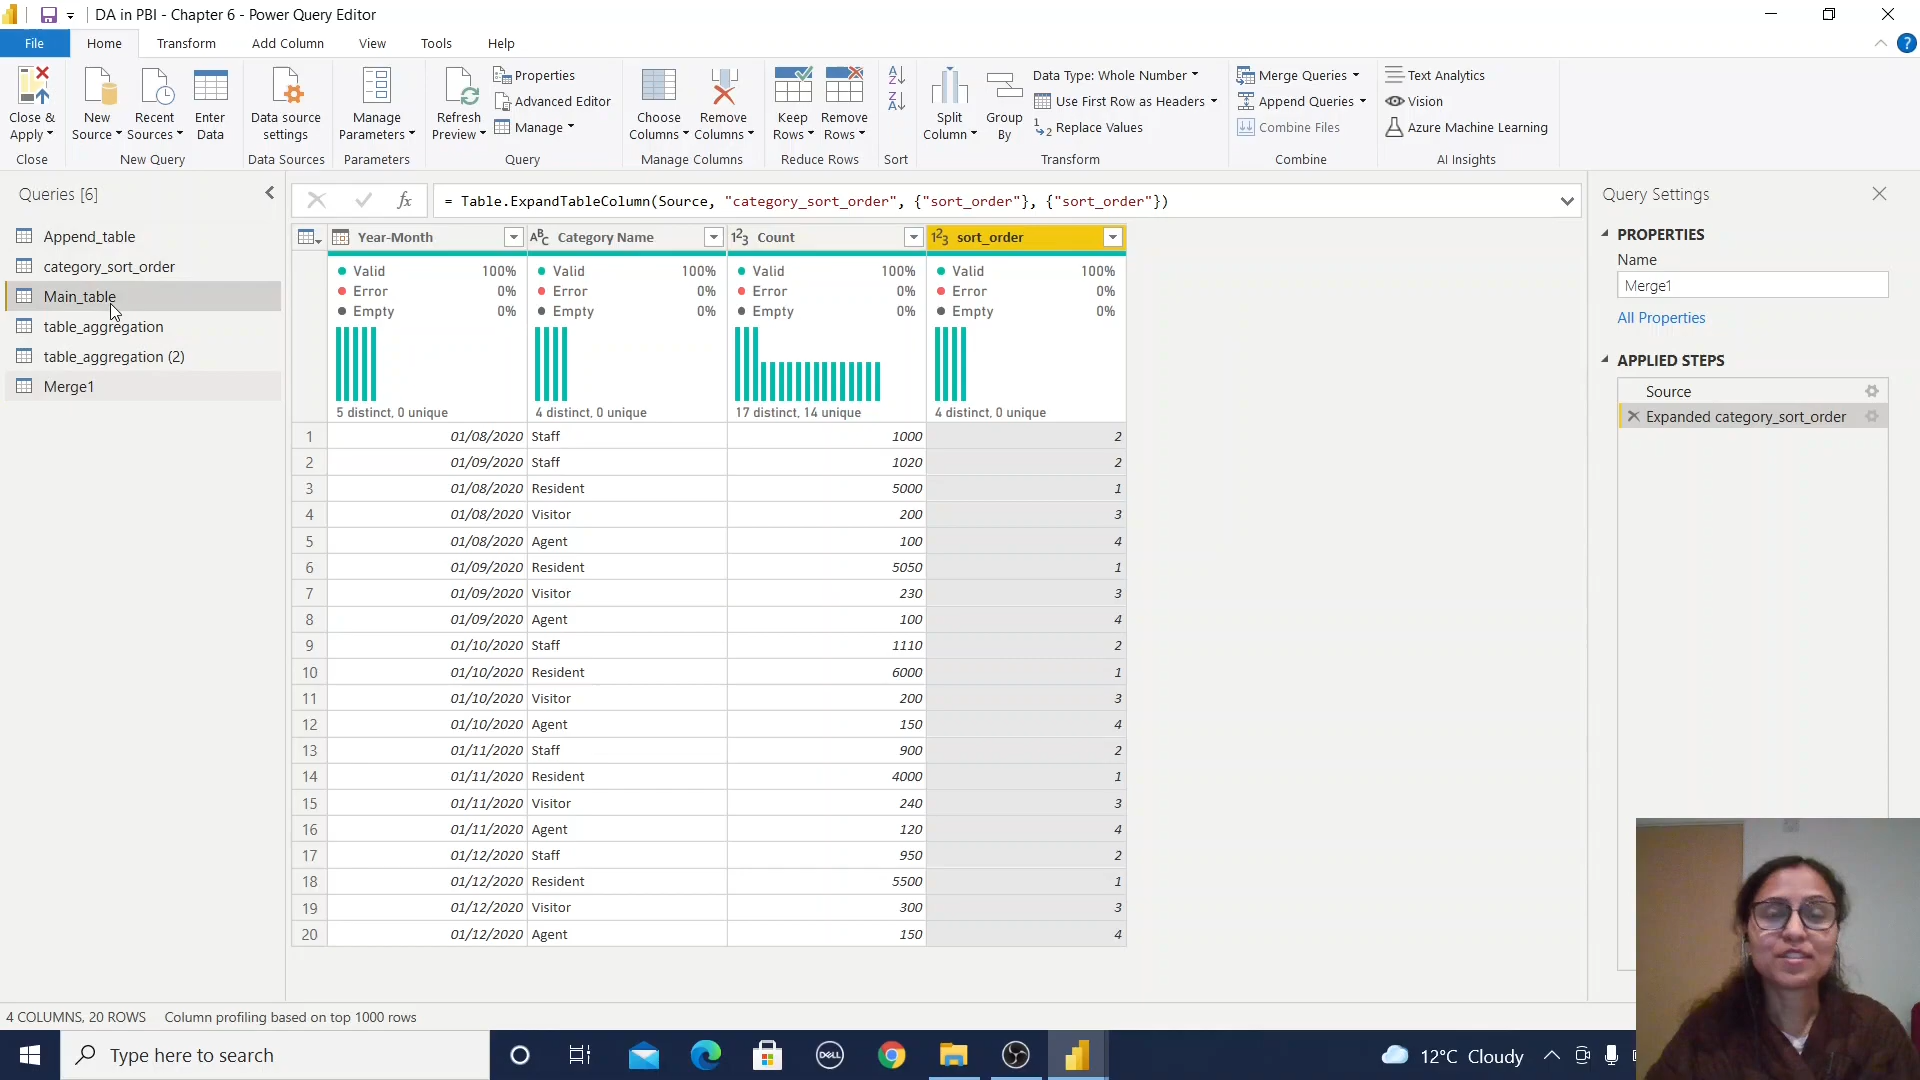 DA in PBI - Chapter 6 - Power Query Editor
File Home Transform Add Column View Tools Help
Close & Apply
New Source
Recent Sources
Enter Data
Data source settings
Manage Parameters
Refresh Preview
Properties
Advanced Editor
Manage
Choose Columns
Remove Columns
Keep Rows
Remove Rows
Split Column
Group By
Data Type: Whole Number
Use First Row as Headers
Replace Values
Merge Queries
Append Queries
Combine Files
Text Analytics
Vision
Azure Machine Learning
Close New Query Data Sources Parameters Query Manage Columns Reduce Rows Sort Transform Combine AI Insights
Queries [6]
Append_table
category_sort_order
Main_table
table_aggregation
table_aggregation (2)
Merge1
fx = Table.ExpandTableColumn(Source, "category_sort_order", {"sort_order"}, {"sort_order"})
Year-Month ABC Category Name 123 Count 123 sort_order
Valid 100% Valid 100% Valid 100% Valid 100%
Error 0% Error 0% Error 0% Error 0%
Empty 0% Empty 0% Empty 0% Empty 0%
5 distinct, 0 unique 4 distinct, 0 unique 17 distinct, 14 unique 4 distinct, 0 unique
1 01/08/2020 Staff 1000 2
2 01/09/2020 Staff 1020 2
3 01/08/2020 Resident 5000 1
4 01/08/2020 Visitor 200 3
5 01/08/2020 Agent 100 4
6 01/09/2020 Resident 5050 1
7 01/09/2020 Visitor 230 3
8 01/09/2020 Agent 100 4
9 01/10/2020 Staff 1110 2
10 01/10/2020 Resident 6000 1
11 01/10/2020 Visitor 200 3
12 01/10/2020 Agent 150 4
13 01/11/2020 Staff 900 2
14 01/11/2020 Resident 4000 1
15 01/11/2020 Visitor 240 3
16 01/11/2020 Agent 120 4
17 01/12/2020 Staff 950 2
18 01/12/2020 Resident 5500 1
19 01/12/2020 Visitor 300 3
20 01/12/2020 Agent 150 4
Query Settings
PROPERTIES
Name
Merge1
All Properties
APPLIED STEPS
Source
Expanded category_sort_order
4 COLUMNS, 20 ROWS Column profiling based on top 1000 rows
Type here to search
DELL
12°C Cloudy